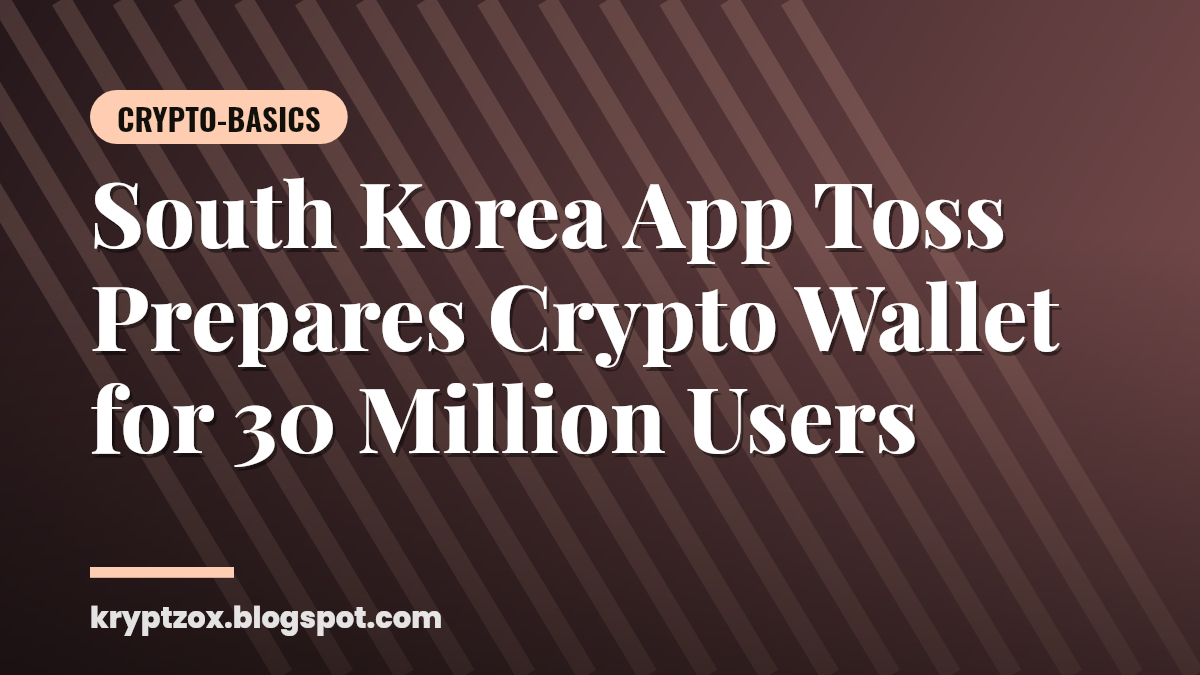 CRYPTO-BASICS
South Korea App Toss
Prepares Crypto Wallet
for 30 Million Users
kryptzox.blogspot.com